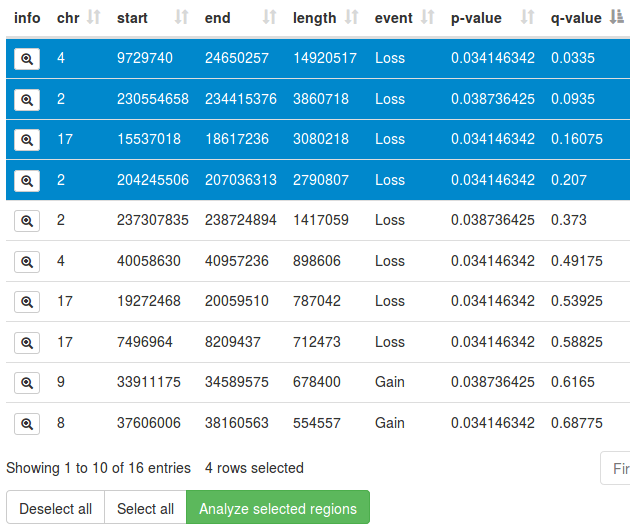 info chr start end length event p-value q-value
4 9729740 24650257 14920517 Loss 0.034146342 0.0335
2 230554658 234415376 3860718 Loss 0.038736425 0.0935
17 15537018 18617236 3080218 Loss 0.034146342 0.16075
2 204245506 207036313 2790807 Loss 0.034146342 0.207
2 237307835 238724894 1417059 Loss 0.038736425 0.373
4 40058630 40957236 898606 Loss 0.034146342 0.49175
17 19272468 20059510 787042 Loss 0.034146342 0.53925
17 7496964 8209437 712473 Loss 0.034146342 0.58825
9 33911175 34589575 678400 Gain 0.038736425 0.6165
8 37606006 38160563 554557 Gain 0.034146342 0.68775
Showing 1 to 10 of 16 entries 4 rows selected
Deselect all Select all Analyze selected regions